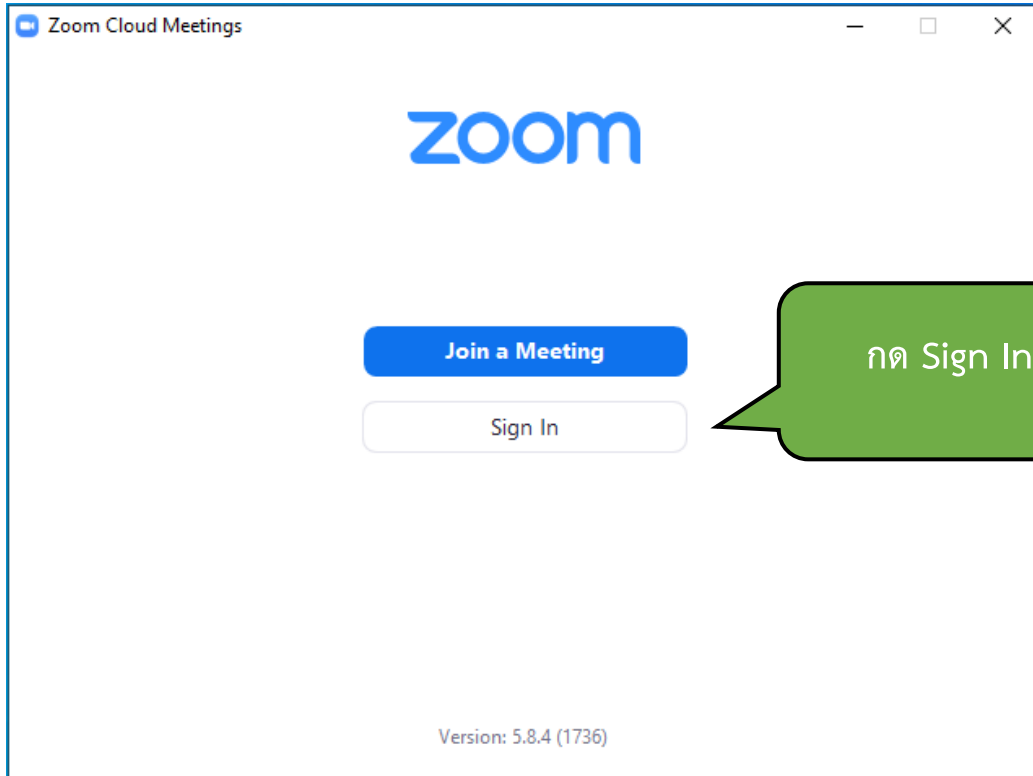 Zoom Cloud Meetings
zoom
Join a Meeting
กด Sign In
Sign In
Version: 5.8.4 (1736)